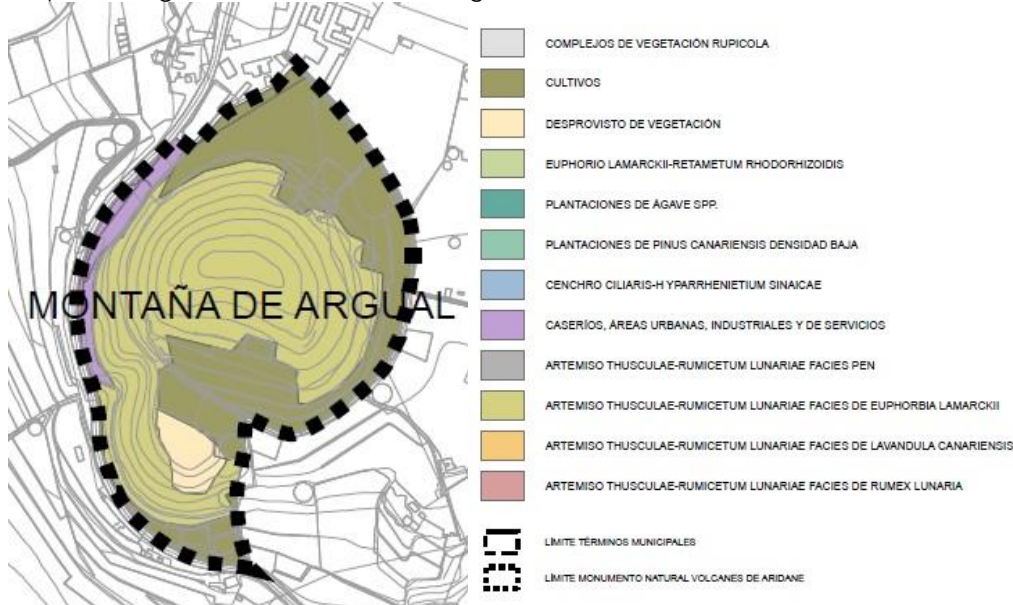 MONTAÑA DE ARGUAL
COMPLEJOS DE VEGETACIÓN RUPICOLA
CULTIVOS
DESPROVISTO DE VEGETACIÓN
EUPHORIO LAMARCKII-RETAMETUM RHODORHIZOIDIS
PLANTACIONES DE ÁGAVE SPP.
PLANTACIONES DE PINUS CANARIENSIS DENSIDAD BAJA
CENCHRO CILIARIS-H YPARRHENIETIUM SINAICAE
CASERÍOS, ÁREAS URBANAS, INDUSTRIALES Y DE SERVICIOS
ARTEMISO THUSCULAE-RUMICETUM LUNARIAE FACIES PEN
ARTEMISO THUSCULAE-RUMICETUM LUNARIAE FACIES DE EUPHORBIA LAMARCKII
ARTEMISO THUSCULAE-RUMICETUM LUNARIAE FACIES DE LAVANDULA CANARIENSIS
ARTEMISO THUSCULAE-RUMICETUM LUNARIAE FACIES DE RUMEX LUNARIA
LÍMITE TÉRMINOS MUNICIPALES
LÍMITE MONUMENTO NATURAL VOLCANES DE ARIDANE